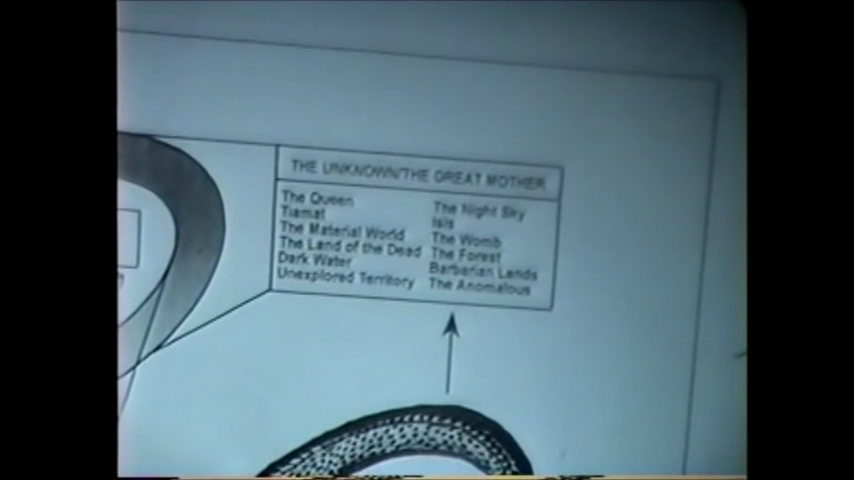 THE UNKNOWN/THE GREAT MOTHER
The Queen
Tiamat
The Material World
The Land of the Dead
Dark Water
Unexplored Territory
The Night Sky
Isis
The Womb
The Forest
Barbarian Lands
The Anomalous